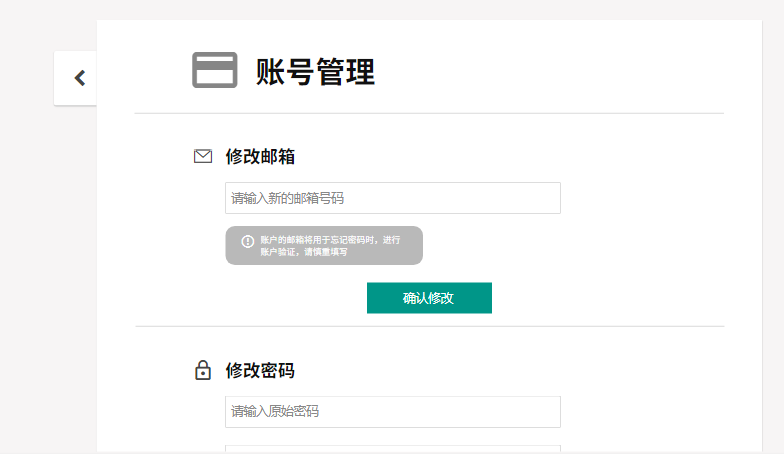 账号管理
修改邮箱
请输入新的邮箱号码
账户的邮箱将用于忘记密码时，进行
账户验证，请慎重填写
确认修改
修改密码
请输入原始密码